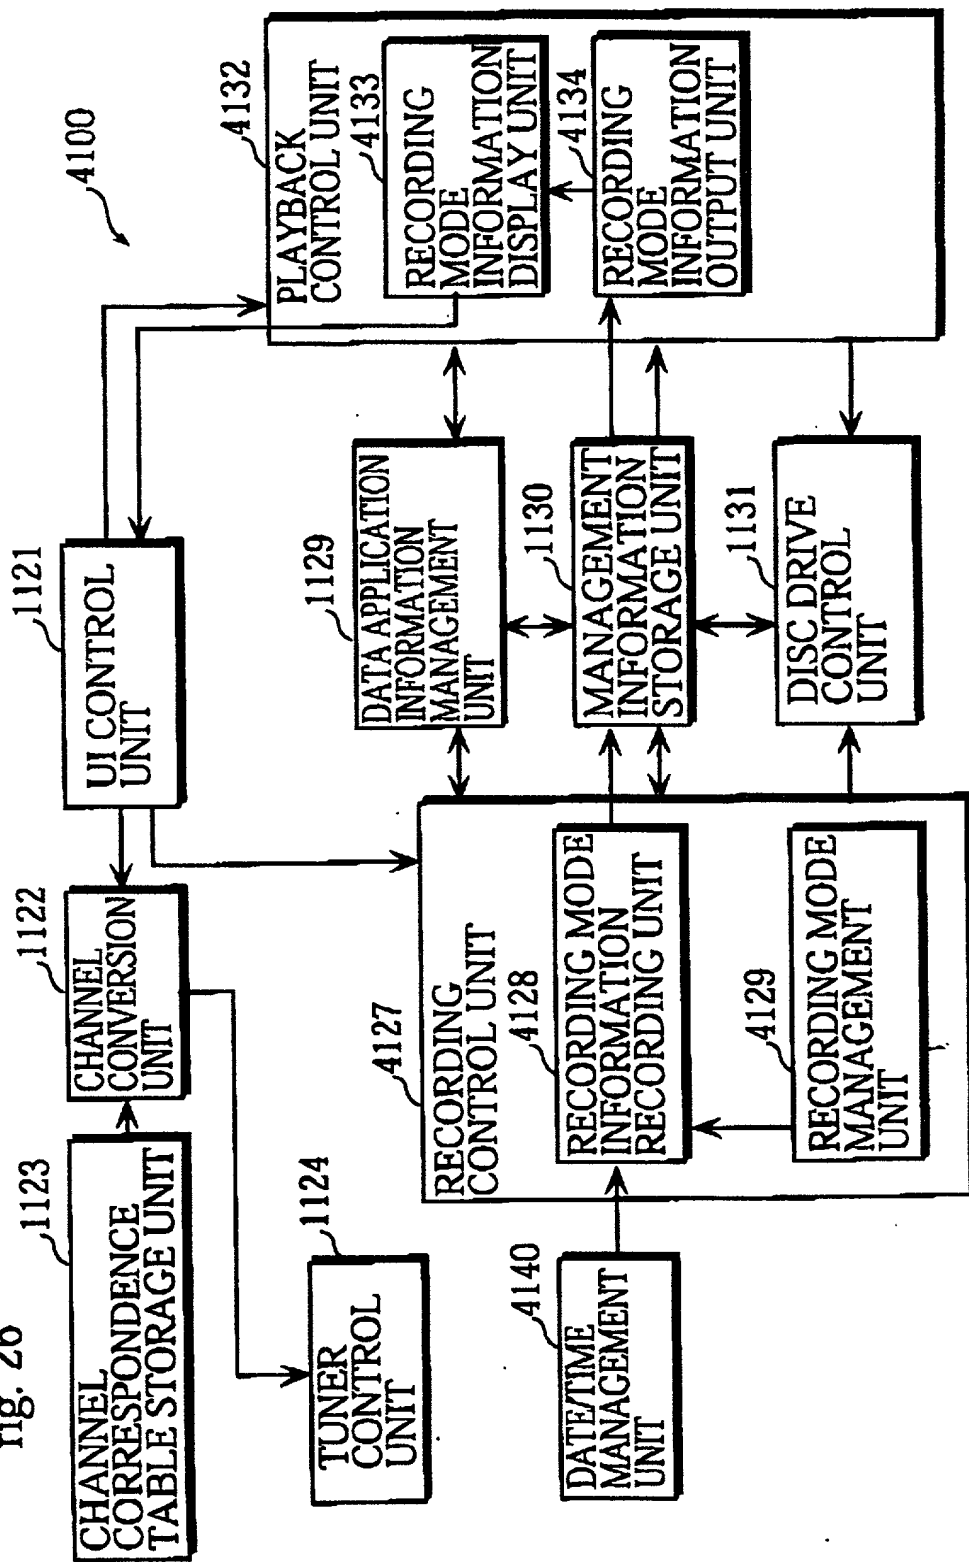 Fig. 26
4100
1123
CHANNEL
CORRESPONDENCE
TABLE STORAGE UNIT
1122
CHANNEL
CONVERSION
UNIT
1121
UI CONTROL
UNIT
1124
TUNER
CONTROL
UNIT
4140
DATE/TIME
MANAGEMENT
UNIT
4127
RECORDING
CONTROL UNIT
4128
RECORDING MODE
INFORMATION
RECORDING UNIT
4129
RECORDING MODE
MANAGEMENT
UNIT
1129
DATA APPLICATION
INFORMATION
MANAGEMENT
UNIT
1130
MANAGEMENT
INFORMATION
STORAGE UNIT
1131
DISC DRIVE
CONTROL
UNIT
4132
PLAYBACK
CONTROL UNIT
4133
RECORDING
MODE
INFORMATION
DISPLAY UNIT
4134
RECORDING
MODE
INFORMATION
OUTPUT UNIT